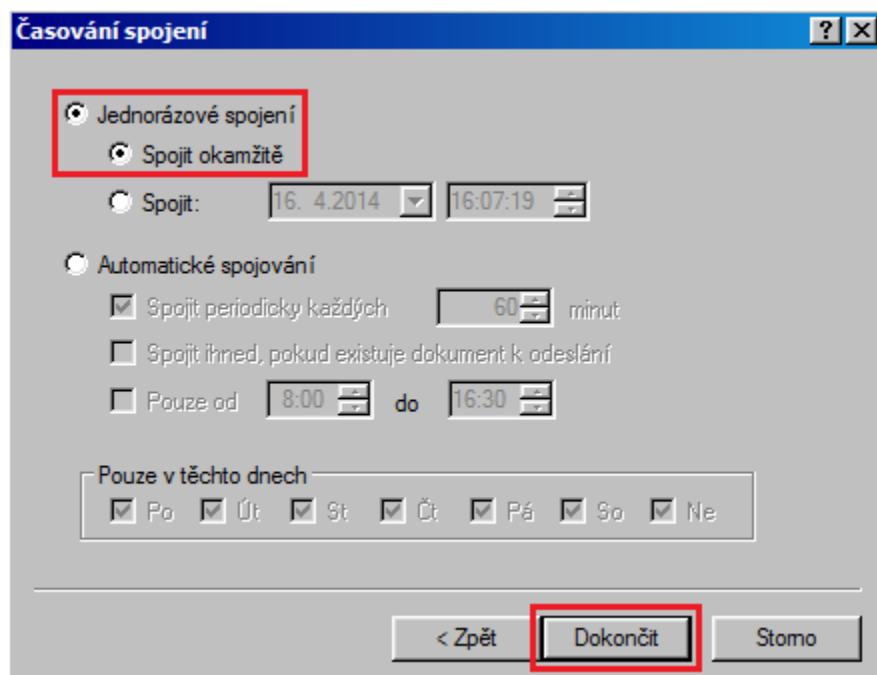 Časování spojení
Jednorázové spojení
Spojit okamžitě
Spojit: 16. 4.2014 16:07:19
Automatické spojování
Spojit periodicky každých 60 minut
Spojit ihned, pokud existuje dokument k odeslání
Pouze od 8:00 do 16:30
Pouze v těchto dnech
Po Út St Čt Pá So Ne
< Zpět Dokončit Storno